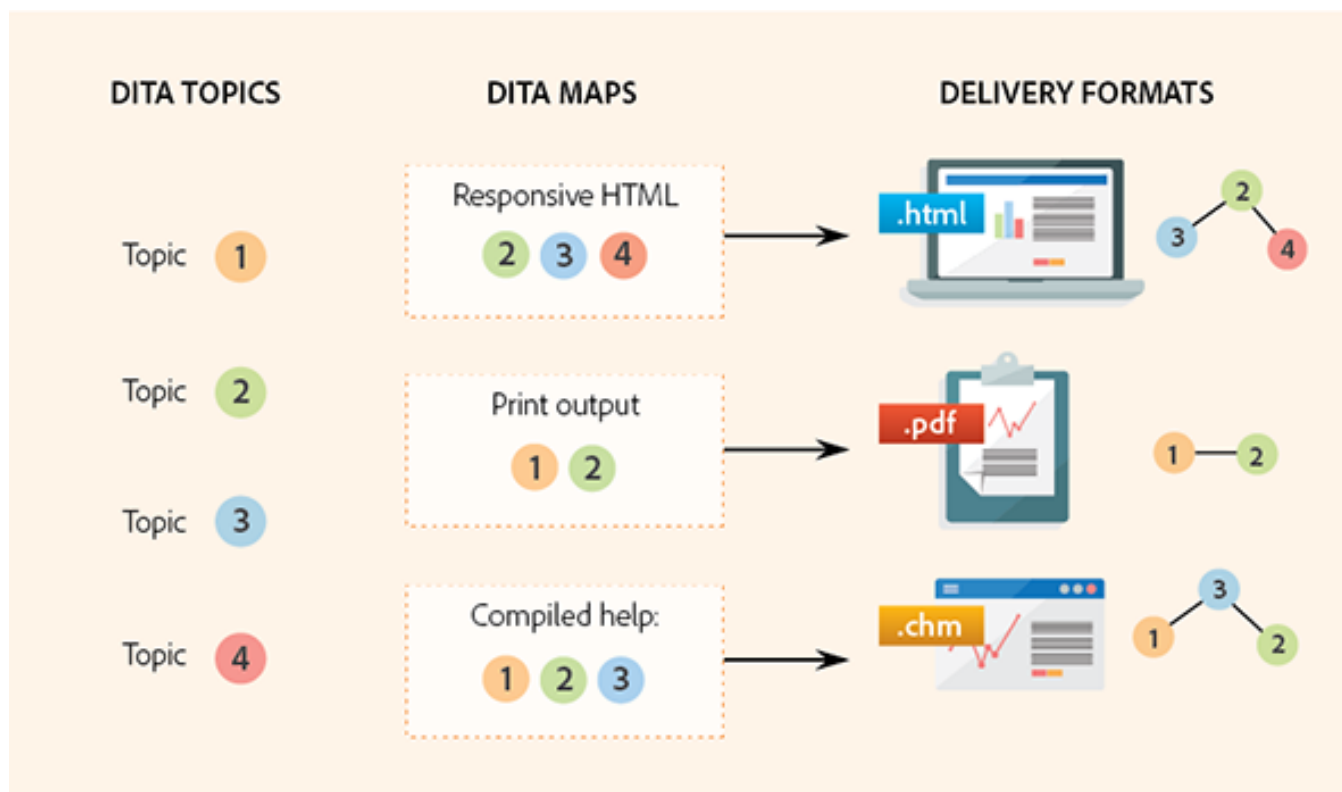 DITA TOPICS
DITA MAPS
DELIVERY FORMATS
Topic 1
Topic 2
Topic 3
Topic 4
Responsive HTML
2 3 4
Print output
1 2
Compiled help:
1 2 3
.html
2
3
4
.pdf
1 2
.chm
3
1
2